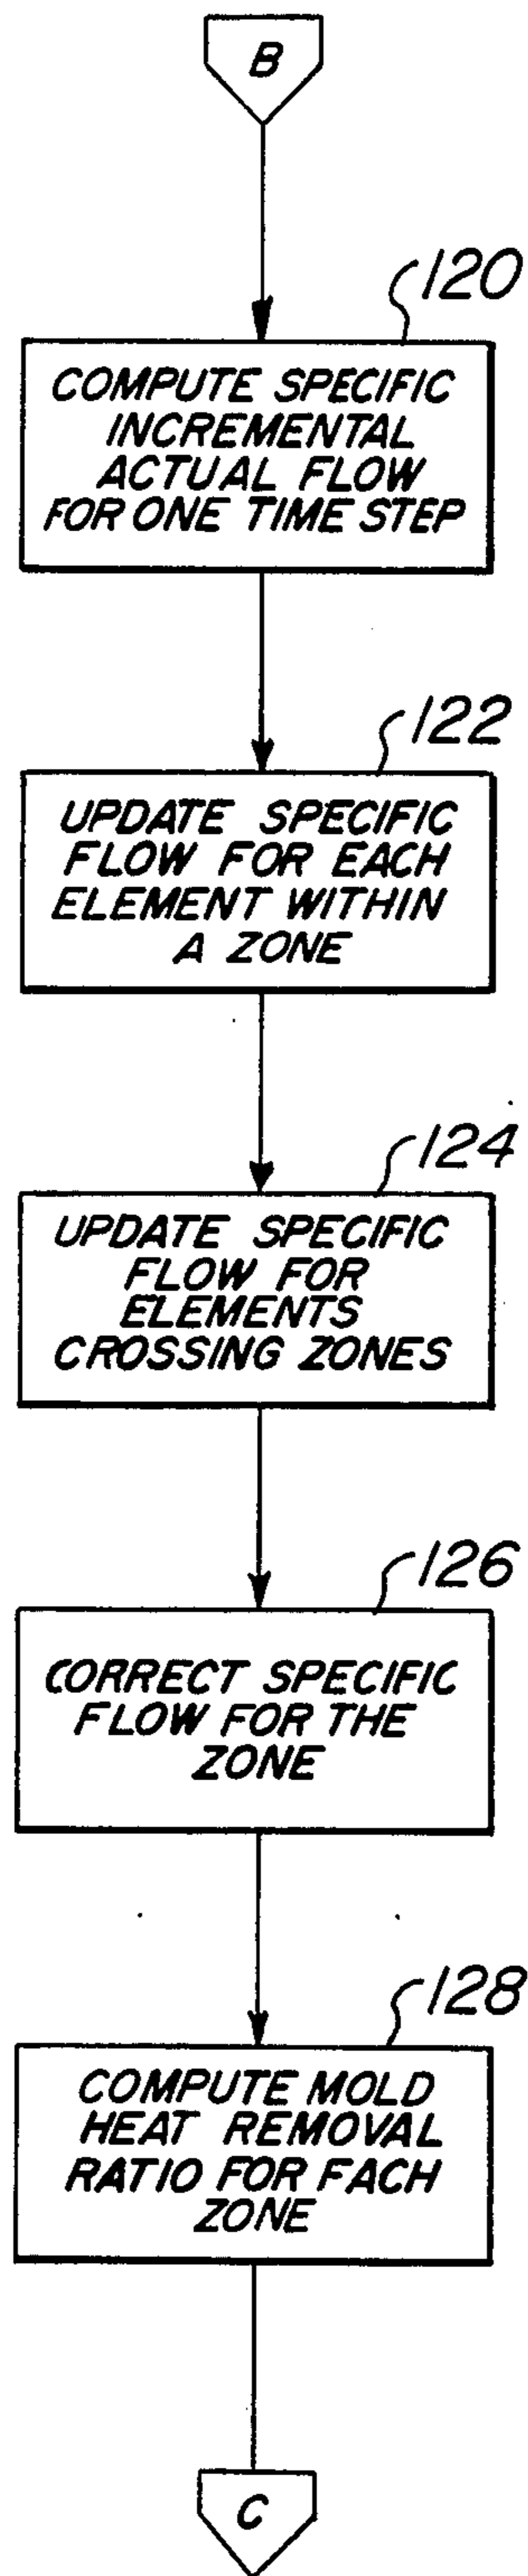 B
120
COMPUTE SPECIFIC
INCREMENTAL
ACTUAL FLOW
FOR ONE TIME STEP
122
UPDATE SPECIFIC
FLOW FOR EACH
ELEMENT WITHIN
A ZONE
124
UPDATE SPECIFIC
FLOW FOR
ELEMENTS
CROSSING ZONES
126
CORRECT SPECIFIC
FLOW FOR THE
ZONE
128
COMPUTE MOLD
HEAT REMOVAL
RATIO FOR EACH
ZONE
C